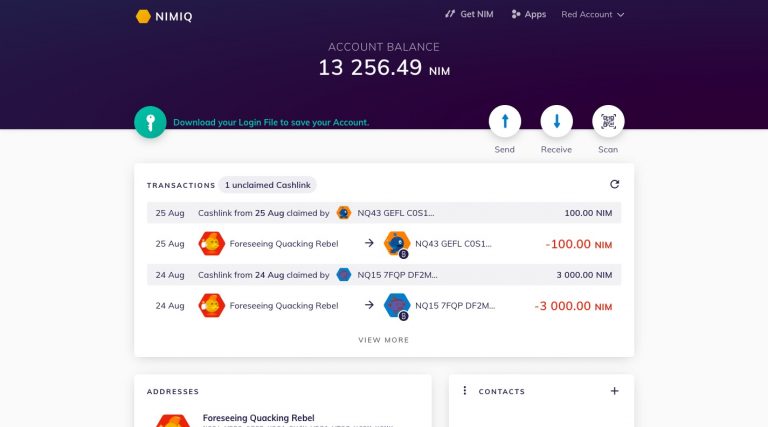 NIMIQ
Get NIM
Apps
Red Account
ACCOUNT BALANCE
13 256.49 NIM
Download your Login File to save your Account.
Send
Receive
Scan
TRANSACTIONS
1 unclaimed Cashlink
25 Aug Cashlink from 25 Aug claimed by NQ43 GEFL C0S1... 100.00 NIM
25 Aug Foreseeing Quacking Rebel → NQ43 GEFL C0S1... -100.00 NIM
24 Aug Cashlink from 24 Aug claimed by NQ15 7FQP DF2M... 3 000.00 NIM
24 Aug Foreseeing Quacking Rebel → NQ15 7FQP DF2M... -3 000.00 NIM
VIEW MORE
ADDRESSES
CONTACTS
Foreseeing Quacking Rebel